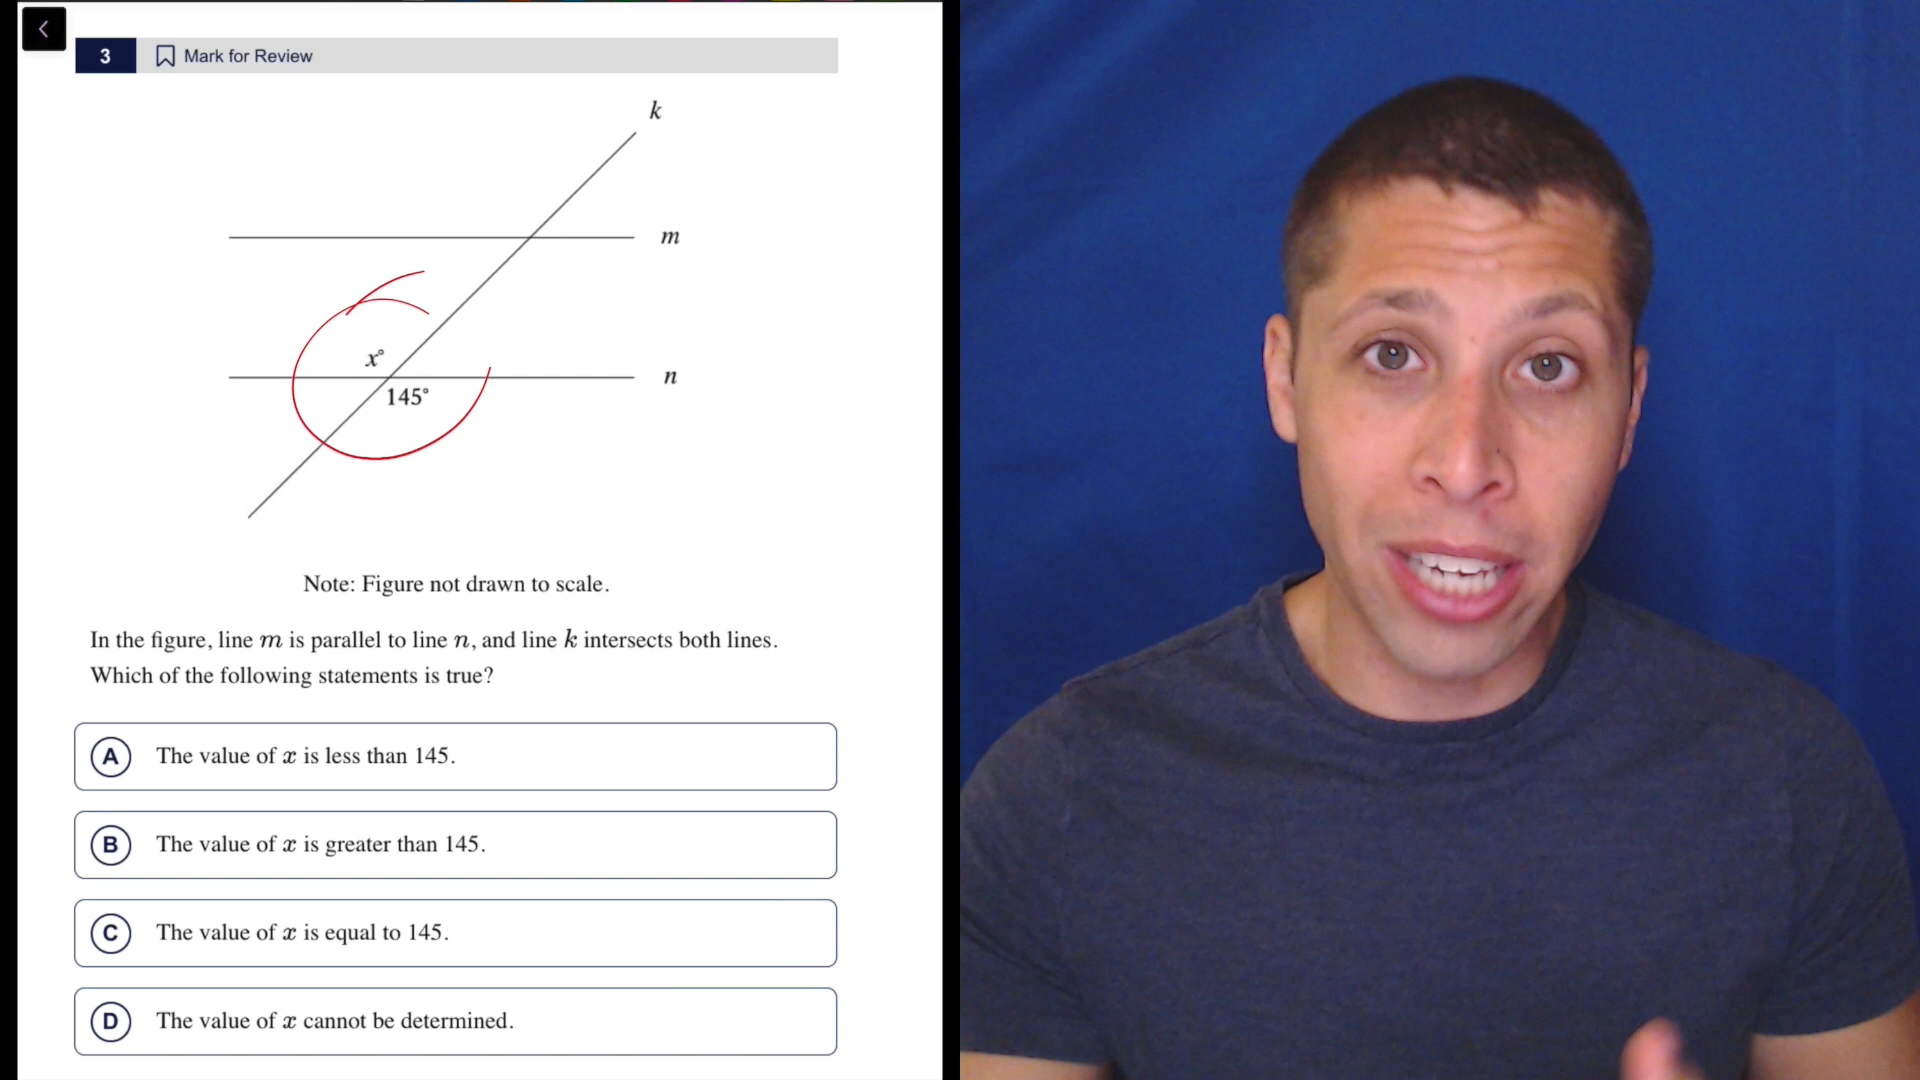 3 Mark for Review
k
m
x°
n
145°
Note: Figure not drawn to scale.
In the figure, line m is parallel to line n, and line k intersects both lines.
Which of the following statements is true?
A The value of x is less than 145.
B The value of x is greater than 145.
C The value of x is equal to 145.
D The value of x cannot be determined.